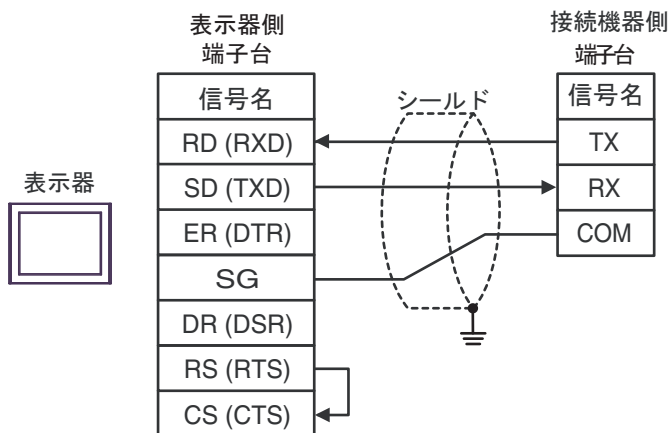 表示器側
端子台
接続機器側
端子台
信号名
シールド
信号名
RD (RXD)
TX
表示器
SD (TXD)
RX
ER (DTR)
COM
SG
DR (DSR)
RS (RTS)
CS (CTS)